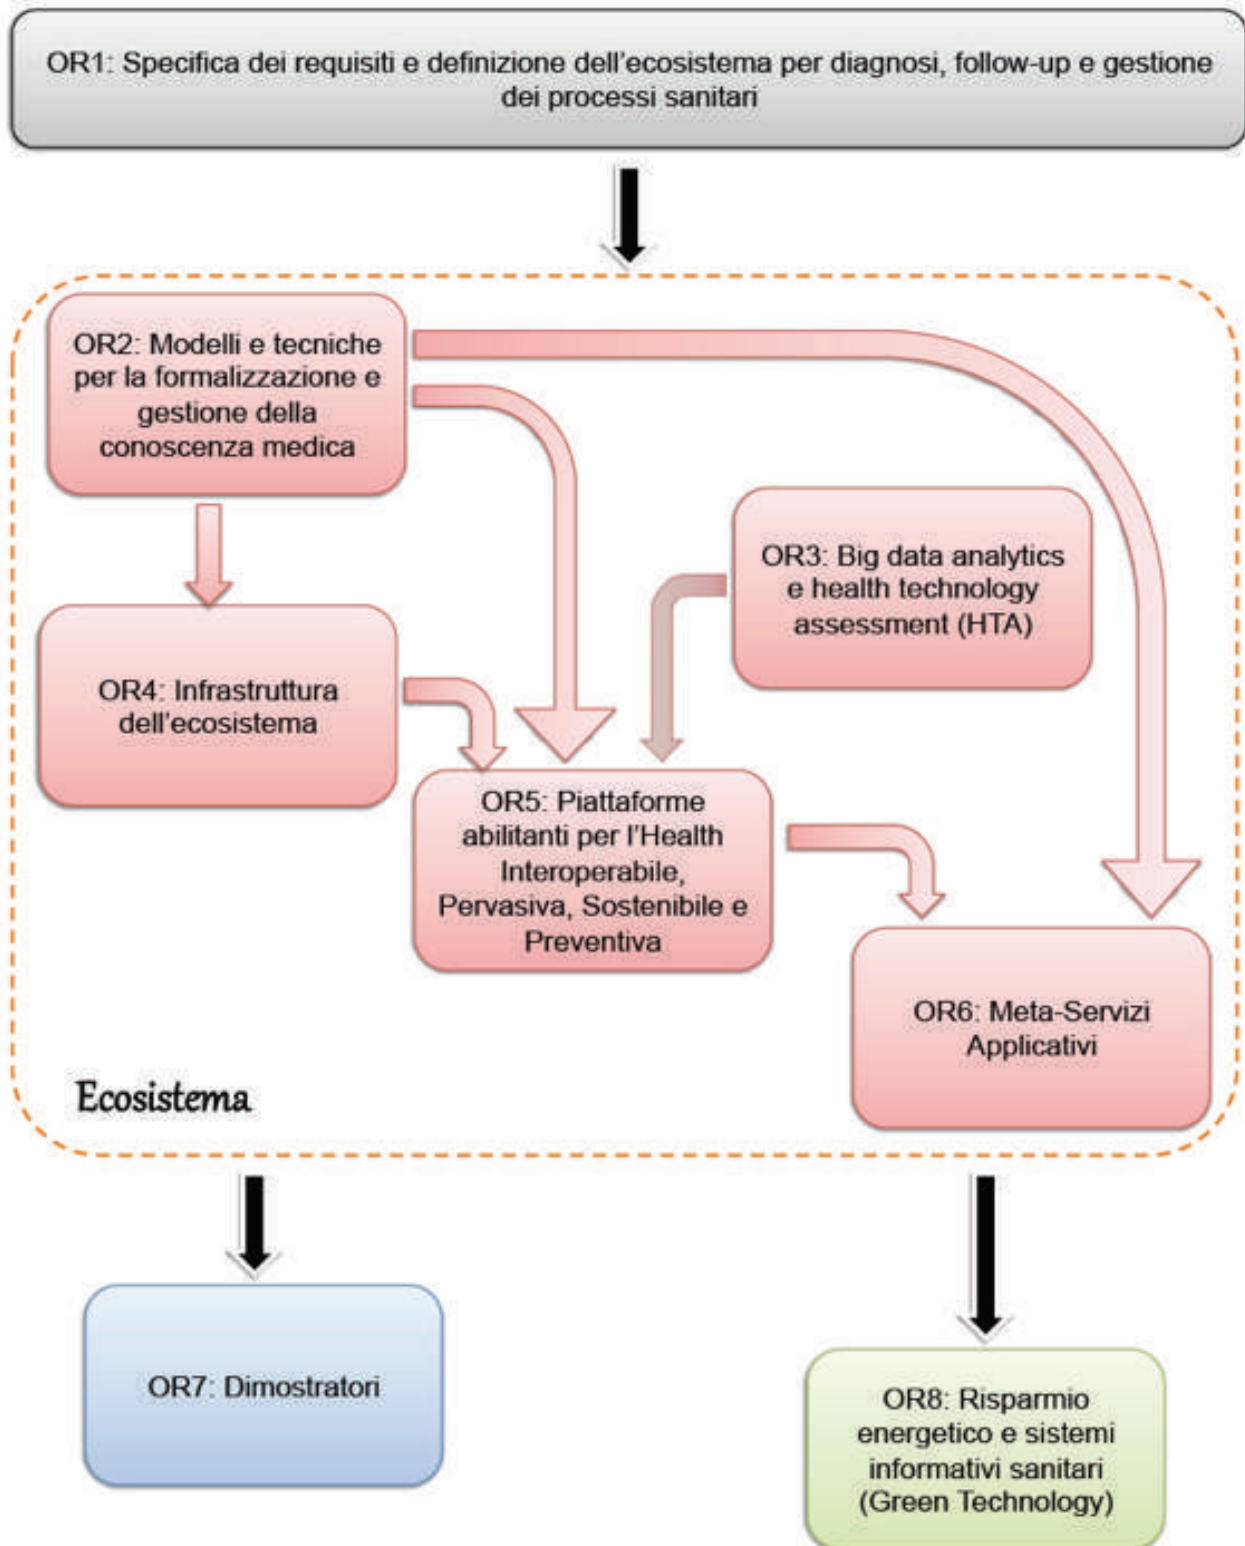 OR1: Specifica dei requisiti e definizione dell'ecosistema per diagnosi, follow-up e gestione
dei processi sanitari
OR2: Modelli e tecniche
per la formalizzazione e
gestione della
conoscenza medica
OR3: Big data analytics
e health technology
assessment (HTA)
OR4: Infrastruttura
dell'ecosistema
OR5: Piattaforme
abilitanti per l'Health
Interoperabile,
Pervasiva, Sostenibile e
Preventiva
OR6: Meta-Servizi
Applicativi
Ecosistema
OR7: Dimostratori
OR8: Risparmio
energetico e sistemi
informativi sanitari
(Green Technology)